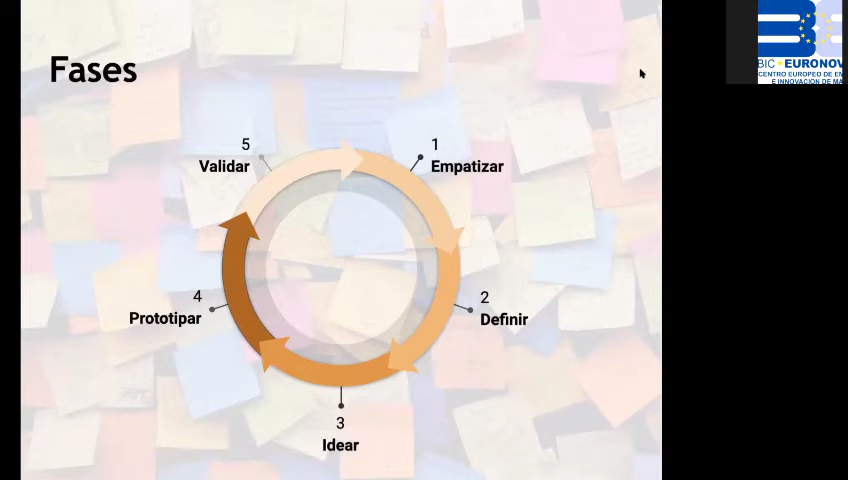 Fases
5
Validar
1
Empatizar
4
Prototipar
2
Definir
3
Idear
BIC EURONOV
CENTRO EUROPEO DE EM
E INNOVACION DE MA